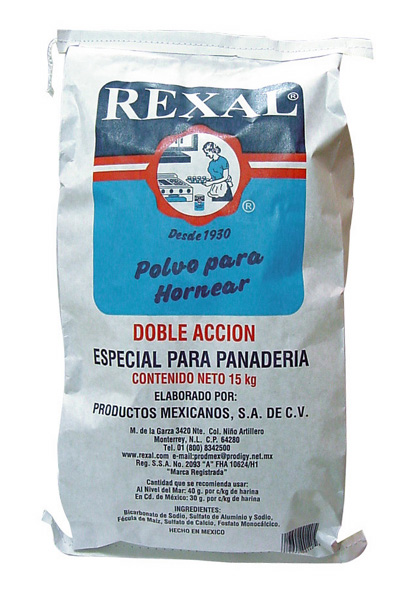 REXAL®
®
Desde 1930
Polvo para
Hornear
DOBLE ACCION
ESPECIAL PARA PANADERIA
CONTENIDO NETO 15 kg
ELABORADO POR:
PRODUCTOS MEXICANOS, S.A. DE C.V.
M. de la Garza 3420 Nte. Col. Niño Artillero
Monterrey, N.L. C.P. 64280
Tel. 01 (800) 8342500
www.rexal.com e-mail:prodmex@prodigy.net.mx
Reg. S.S.A. No. 2093 "A" FHA 10624/H1
"Marca Registrada"
Cantidad que se recomienda usar:
Al Nivel del Mar: 40 g. por c/kg de harina
En Cd. de México: 30 g. por c/kg de harina
INGREDIENTES:
Bicarbonato de Sodio, Sulfato de Aluminio y Sodio,
Fécula de Maíz, Sulfato de Calcio, Fosfato Monocálcico.
HECHO EN MEXICO